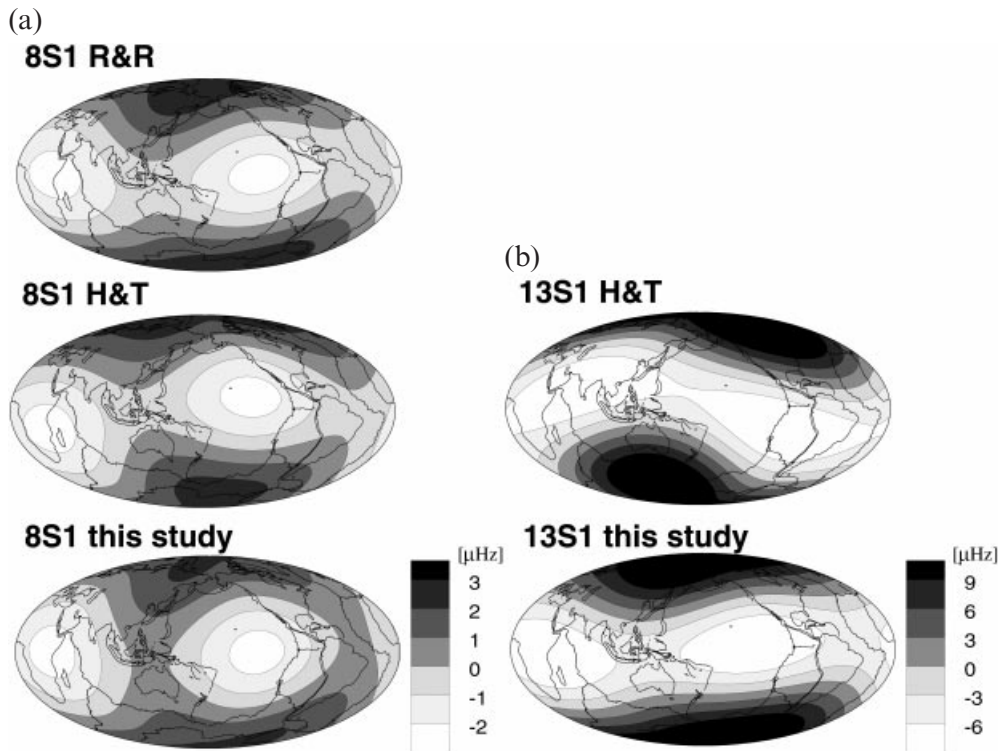 (a)
8S1 R&R
8S1 H&T
(b)
13S1 H&T
8S1 this study
[μHz]
3
2
1
0
-1
-2
13S1 this study
[μHz]
9
6
3
0
-3
-6